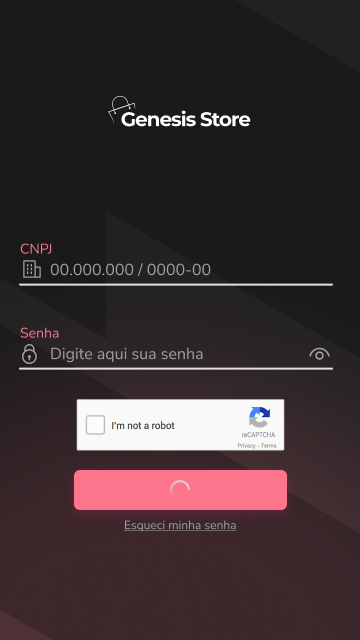 Genesis Store
CNPJ
00.000.000 / 0000-00
Senha
Digite aqui sua senha
I'm not a robot
reCAPTCHA
Privacy - Terms
Esqueci minha senha